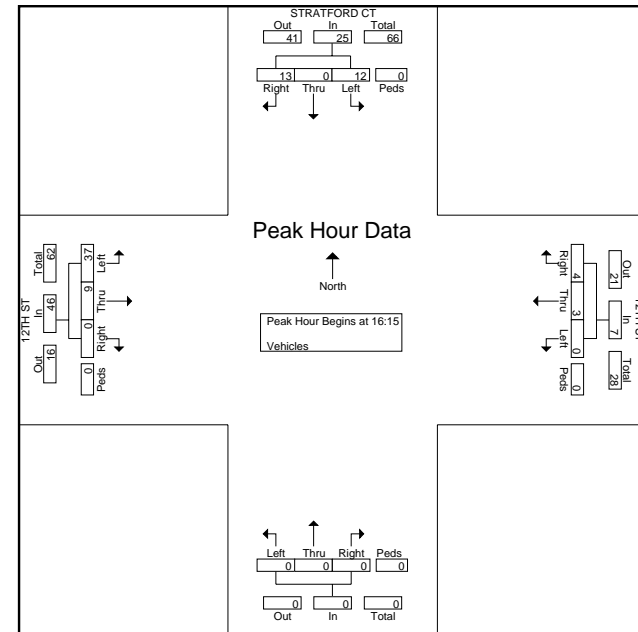 STRATFORD CT
Out In Total
41 25 66
13 0 12 0
Right Thru Left Peds
Peak Hour Data
North
Peak Hour Begins at 16:15
Vehicles
12TH ST
Total In Out
62 46 16
37 9 0 0
Left Thru Right Peds
Out In Total
21 7 28
Right Thru Left Peds
4 3 0 0
Left Thru Right Peds
0 0 0 0
0 0 0
Out In Total